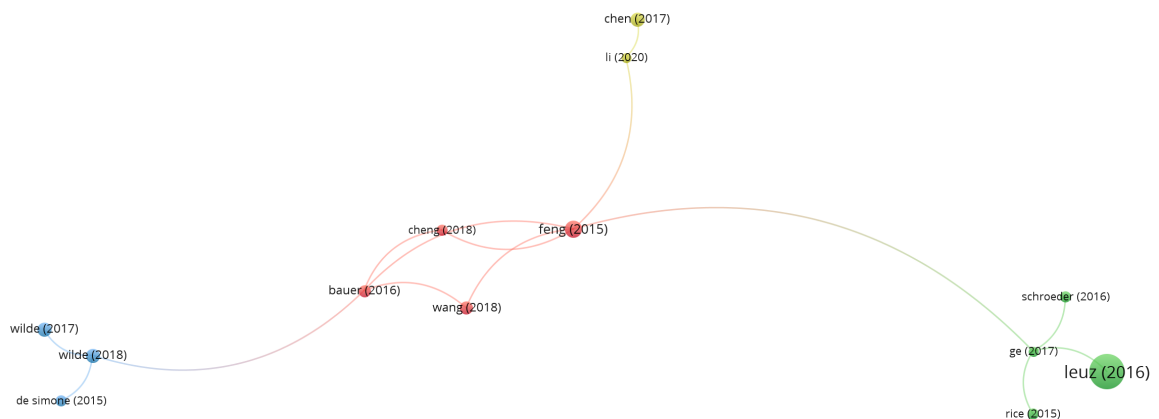 chen (2017)
li (2020)
cheng (2018)
feng (2015)
bauer (2016)
schroeder (2016)
wang (2018)
wilde (2017)
wilde (2018)
ge (2017)
leuz (2016)
de simone (2015)
rice (2015)